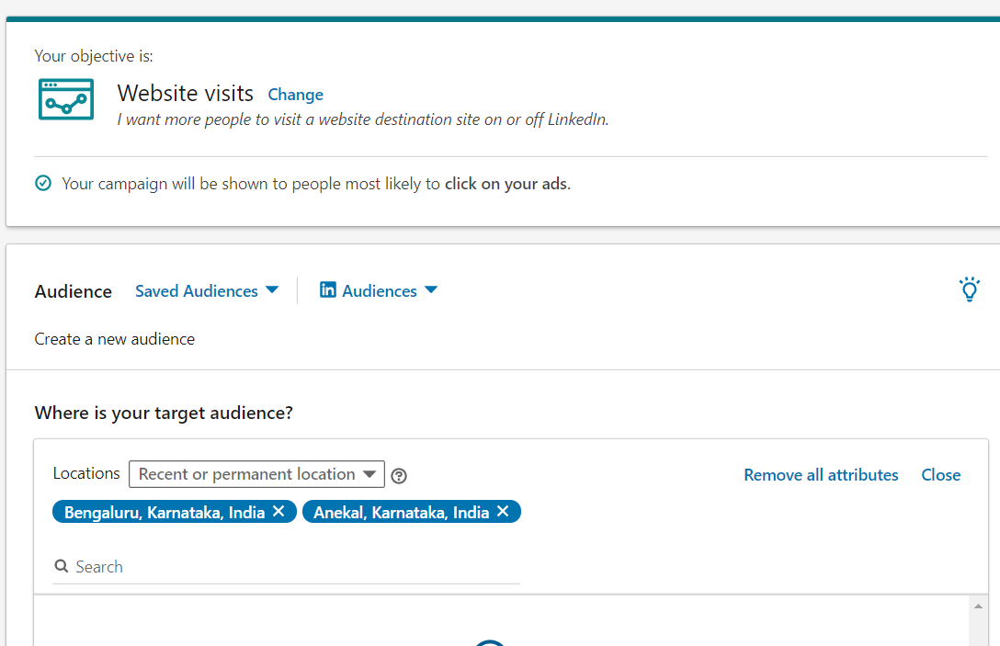 Your objective is:
Website visits Change
I want more people to visit a website destination site on or off LinkedIn.
Your campaign will be shown to people most likely to click on your ads.
Audience Saved Audiences in Audiences
Create a new audience
Where is your target audience?
Locations Recent or permanent location ? Remove all attributes Close
Bengaluru, Karnataka, India × Anekal, Karnataka, India ×
Search